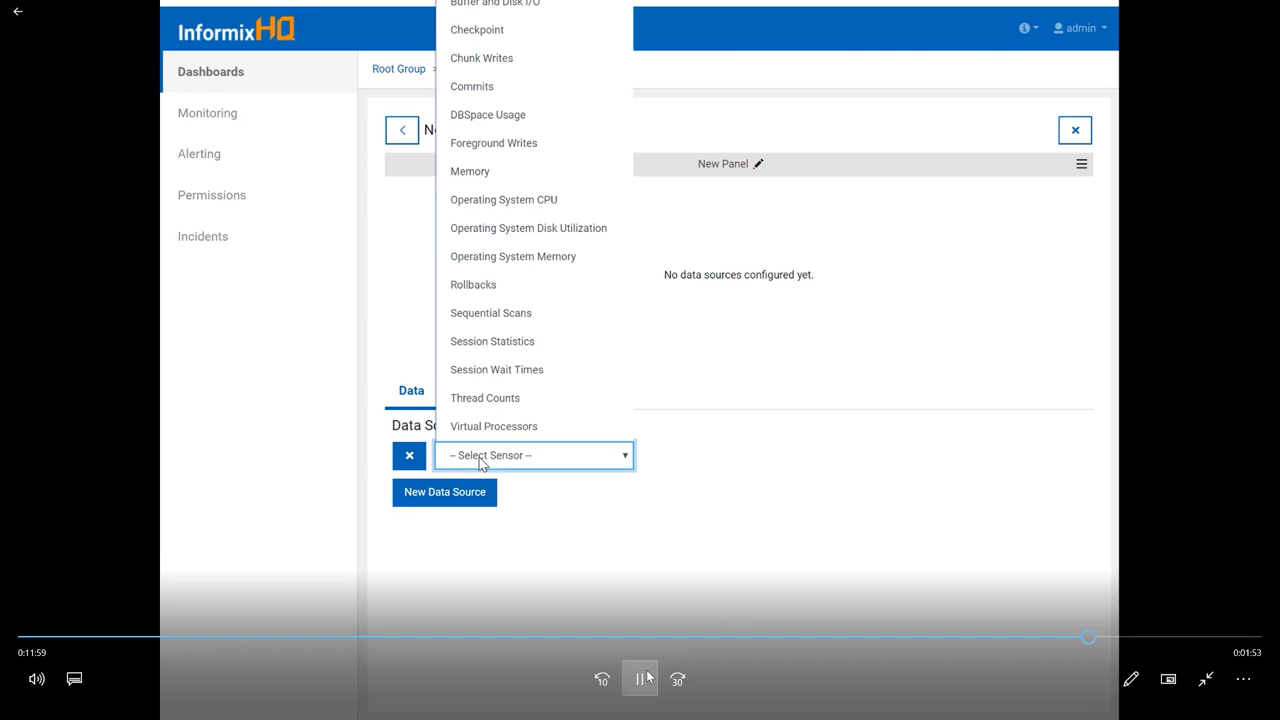 Buffer and Disk I/O
InformixHQ
admin
Checkpoint
Dashboards
Root Group >
Chunk Writes
Commits
Monitoring
DBSpace Usage
Ne
Foreground Writes
Alerting
New Panel
Memory
Permissions
Operating System CPU
Operating System Disk Utilization
Incidents
Operating System Memory
No data sources configured yet.
Rollbacks
Sequential Scans
Session Statistics
Session Wait Times
Data
Thread Counts
Data So
Virtual Processors
-- Select Sensor --
New Data Source
0:11:59
0:01:53
10
30